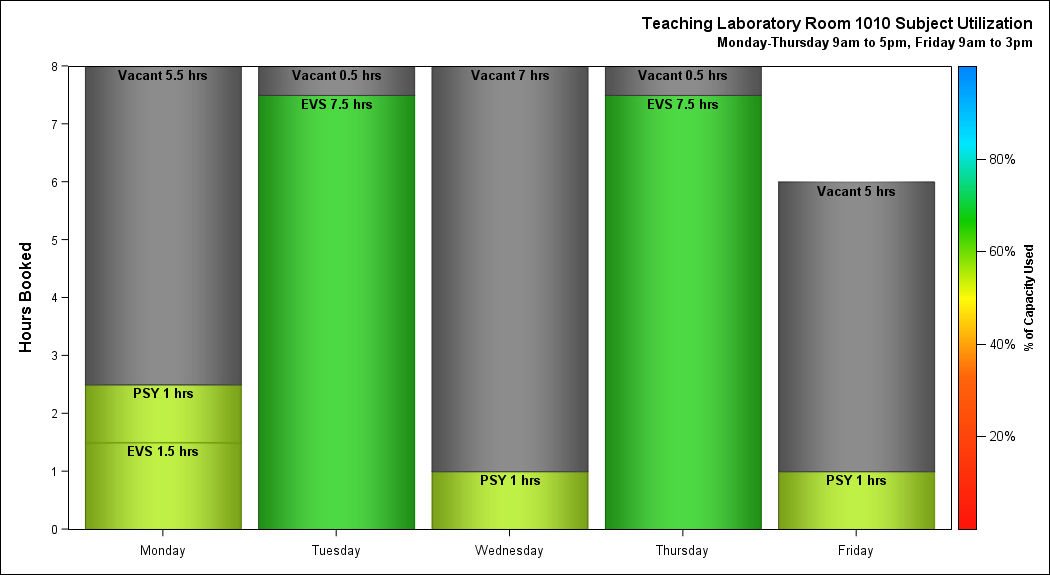 Teaching Laboratory Room 1010 Subject Utilization
Monday-Thursday 9am to 5pm, Friday 9am to 3pm
Hours Booked
8
7
6
5
4
3
2
1
0
Vacant 5.5 hrs
PSY 1 hrs
EVS 1.5 hrs
Vacant 0.5 hrs
EVS 7.5 hrs
Vacant 7 hrs
PSY 1 hrs
Vacant 0.5 hrs
EVS 7.5 hrs
Vacant 5 hrs
PSY 1 hrs
Monday
Tuesday
Wednesday
Thursday
Friday
80%
60%
40%
20%
% of Capacity Used